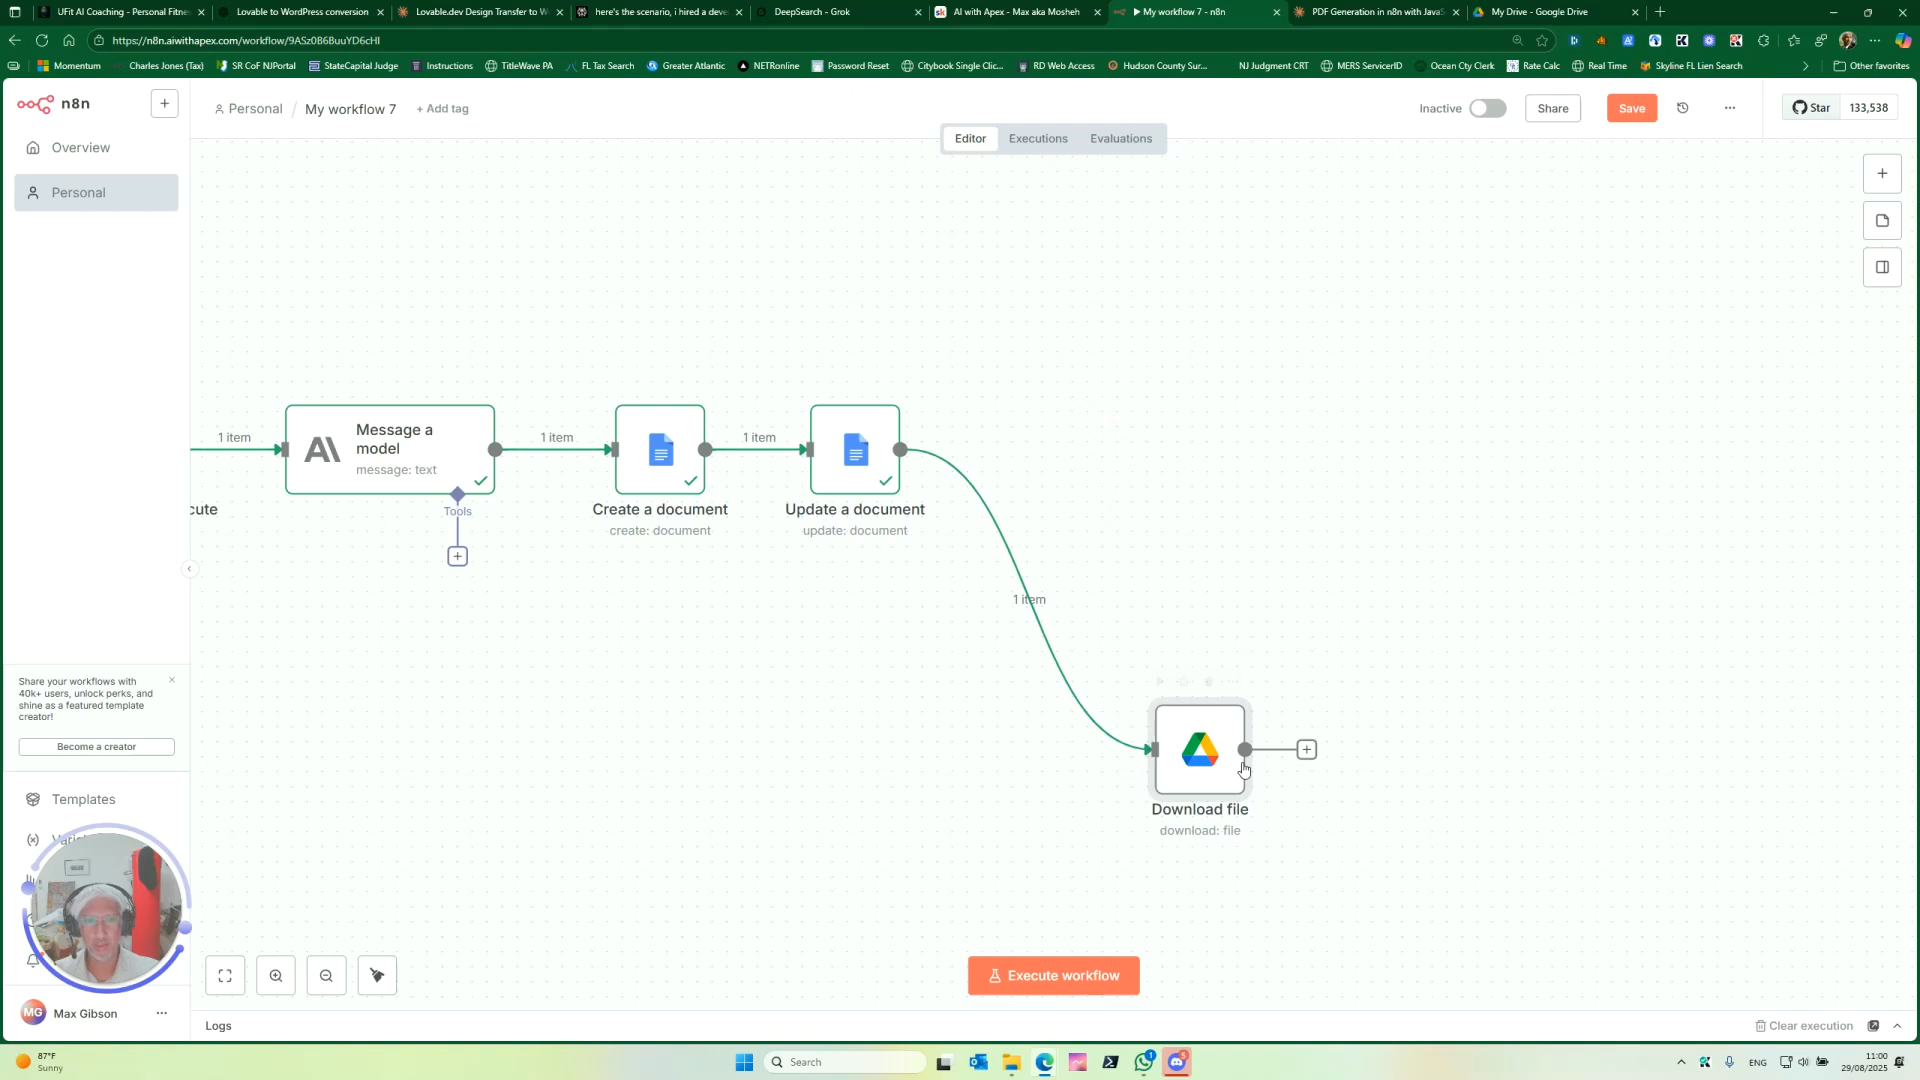 UFit AI Coaching - Personal Fitne
Lovable to WordPress conversion
Lovable.dev Design Transfer to W
here's the scenario, i hired a deve
DeepSearch - Grok
AI with Apex - Max aka Mosheh
My workflow 7 - n8n
PDF Generation in n8n with JavaS
My Drive - Google Drive
https://n8n.aiwithapex.com/workflow/9ASz0B6BuuYD6cHI
Momentum
Charles Jones (Tax)
SR CoF NJPortal
StateCapital Judge
Instructions
TitleWave PA
FL Tax Search
Greater Atlantic
NETRonline
Password Reset
Citybook Single Clic...
RD Web Access
Hudson County Sur...
NJ Judgment CRT
MERS ServicerID
Ocean Cty Clerk
Rate Calc
Real Time
Skyline FL Lien Search
Other favorites
n8n
Personal / My workflow 7 + Add tag
Inactive
Share
Save
Star 133,538
Editor
Executions
Evaluations
Overview
Personal
1 item
Message a
model
message: text
Tools
cute
1 item
Create a document
create: document
1 item
Update a document
update: document
1 item
Download file
download: file
Share your workflows with
40k+ users, unlock perks, and
shine as a featured template
creator!
Become a creator
Templates
MG Max Gibson
Execute workflow
Logs
Clear execution
87°F
Sunny
Search
1
5
ENG
11:00
29/08/2025